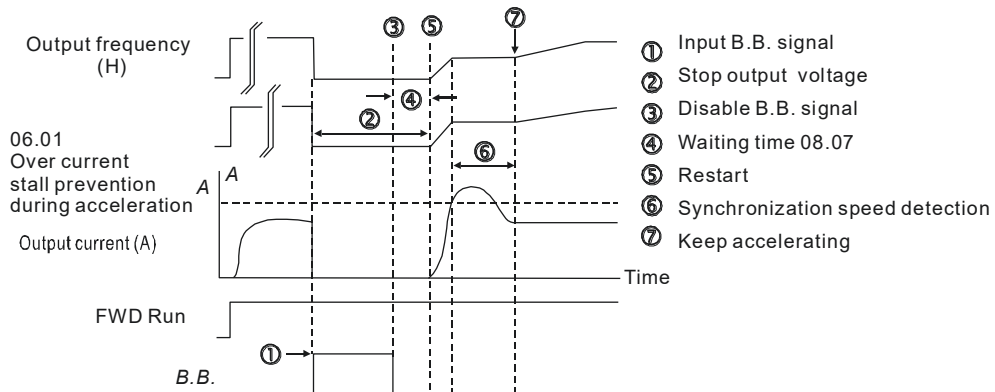 Output frequency
(H)
06.01
Over current
stall prevention
during acceleration
A
A
Output current (A)
FWD Run
B.B.
Time
③
⑤
⑦
④
②
⑥
①
① Input B.B. signal
② Stop output voltage
③ Disable B.B. signal
④ Waiting time 08.07
⑤ Restart
⑥ Synchronization speed detection
⑦ Keep accelerating